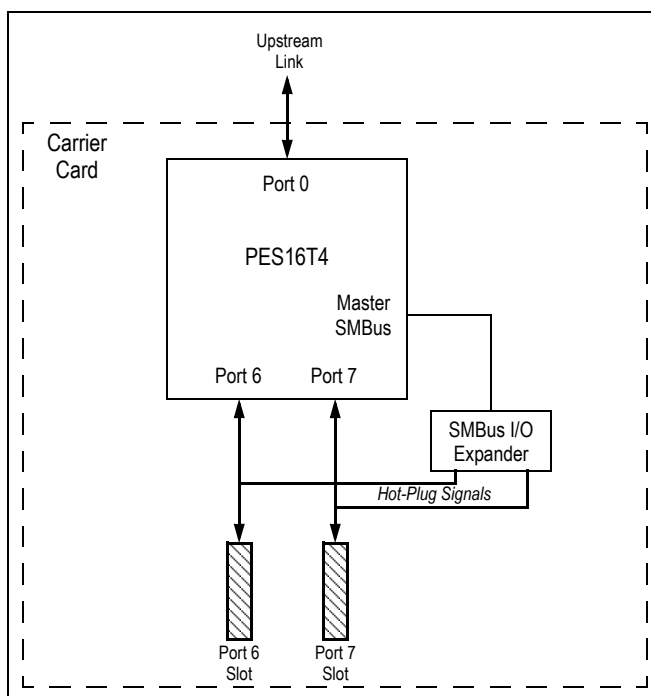 Upstream
Link
Carrier
Card
Port 0
PES16T4
Master
SMBus
Port 6
Port 7
SMBus I/O
Expander
Hot-Plug Signals
Port 6
Slot
Port 7
Slot